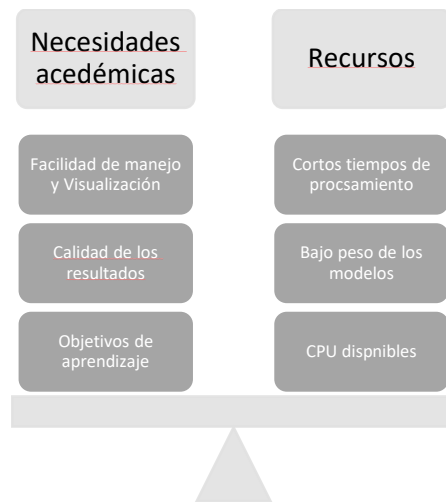 Necesidades
acedémicas
Recursos
Facilidad de manejo
y Visualización
Cortos tiempos de
procsamiento
Calidad de los
resultados
Bajo peso de los
modelos
Objetivos de
aprendizaje
CPU dispnibles